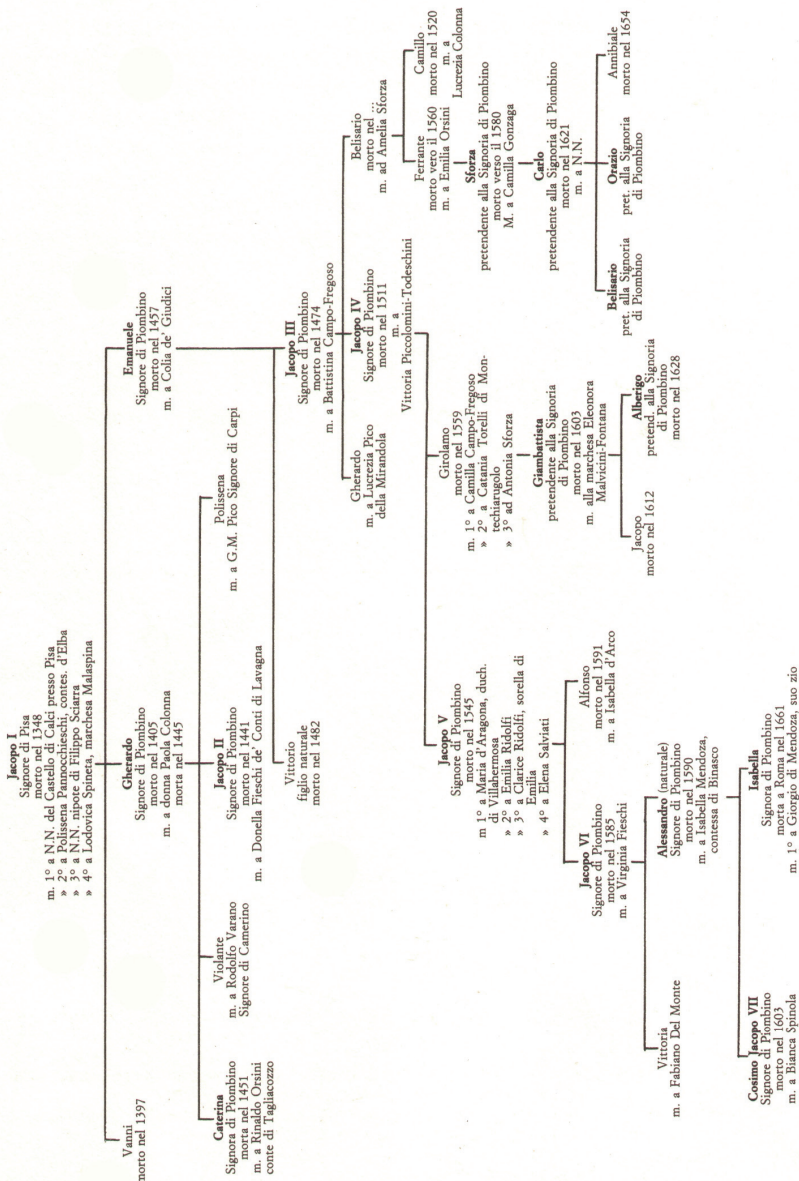 Jacopo I
Signore di Pisa
morto nel 1348
m. 1° a N.N. del Castello di Calci presso Pisa
» 2° a Polissena Pannocchieschi, contes. d'Elba
» 3° a N.N. nipote di Filippo Sciarra
» 4° a Lodovica Spineta, marchesa Malaspina
Vanni
morto nel 1397
Gherardo
Signore di Piombino
morto nel 1405
m. a donna Paola Colonna
morta nel 1445
Emanuele
Signore di Piombino
morto nel 1457
m. a Colia de' Giudici
Caterina
Signora di Piombino
morta nel 1451
m. a Rinaldo Orsini
conte di Tagliacozzo
Violante
m. a Rodolfo Varano
Signore di Camerino
Jacopo II
Signore di Piombino
morto nel 1441
m. a Donella Fieschi de' Conti di Lavagna
Polissena
m. a G.M. Pico Signore di Carpi
Vittorio
figlio naturale
morto nel 1482
Jacopo III
Signore di Piombino
morto nel 1474
m. a Battistina Campo-Fregoso
Gherardo
m. a Lucrezia Pico
della Mirandola
Jacopo IV
Signore di Piombino
morto nel 1511
m. a
Vittoria Piccolomini-Todeschini
Belisario
morto nel ...
m. ad Amelia Sforza
Jacopo V
Signore di Piombino
morto nel 1545
m 1° a Maria d'Aragona, duch.
di Villahermosa
» 2° a Emilia Ridolfi
» 3° a Clarice Ridolfi, sorella di
Emilia
» 4° a Elena Salviati
Girolamo
morto nel 1559
m. 1° a Camilla Campo-Fregoso
» 2° a Catania Torelli di Mon-
techiarugolo
» 3° ad Antonia Sforza
Ferrante
morto vero il 1560
m. a Emilia Orsini
Camillo
morto nel 1520
m. a
Lucrezia Colonna
Sforza
pretendente alla Signoria di Piombino
morto verso il 1580
M. a Camilla Gonzaga
Carlo
pretendente alla Signoria di Piombino
morto nel 1621
m. a N.N.
Belisario
pret. alla Signoria
di Piombino
Orazio
pret. alla Signoria
di Piombino
Annibiale
morto nel 1654
Giambattista
pretendente alla Signoria
di Piombino
morto nel 1603
m. alla marchesa Eleonora
Malvicini-Fontana
Jacopo
morto nel 1612
Alberigo
pretend. alla Signoria
di Piombino
morto nel 1628
Jacopo VI
Signore di Piombino
morto nel 1585
m. a Virginia Fieschi
Alfonso
morto nel 1591
m. a Isabella d'Arco
Vittoria
m. a Fabiano Del Monte
Alessandro (naturale)
Signore di Piombino
morto nel 1590
m. a Isabella Mendoza,
contessa di Binasco
Cosimo Jacopo VII
Signore di Piombino
morto nel 1603
m. a Bianca Spinola
Isabella
Signora di Piombino
morta a Roma nel 1661
m. 1° a Giorgio di Mendoza, suo zio